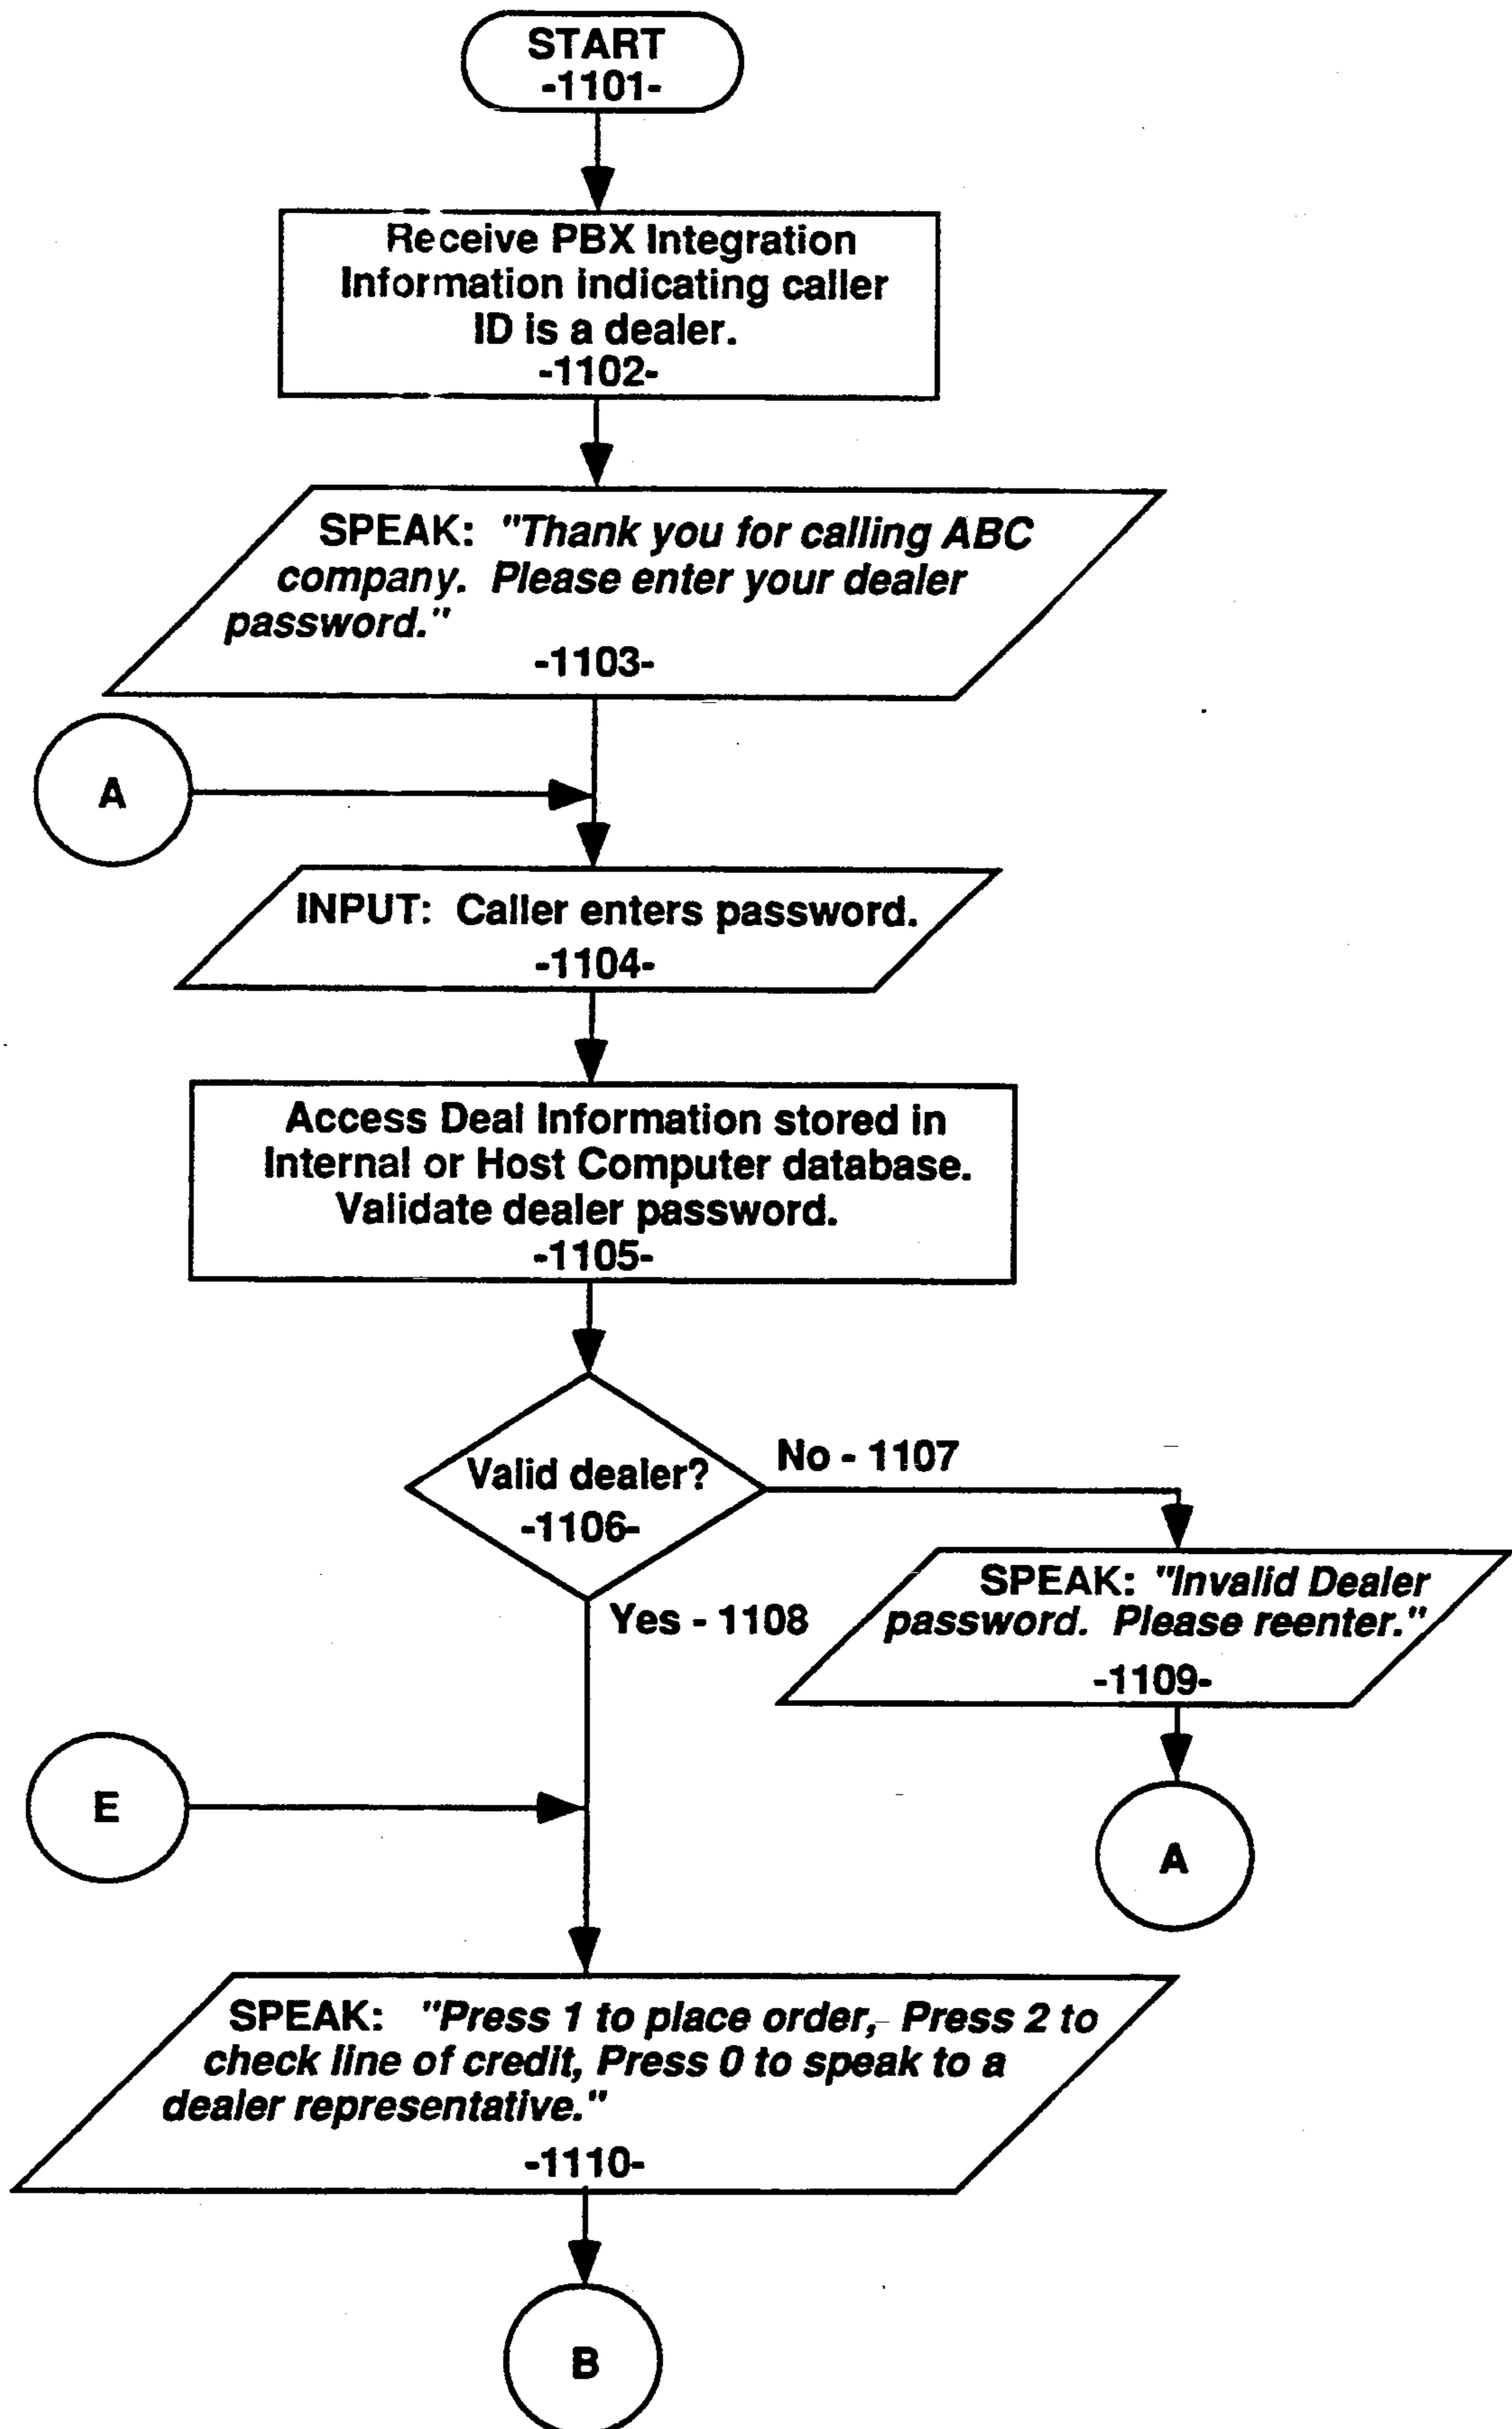 START
-1101-
Receive PBX Integration
Information indicating caller
ID is a dealer.
-1102-
SPEAK: "Thank you for calling ABC
company. Please enter your dealer
password."
-1103-
A
INPUT: Caller enters password.
-1104-
Access Deal Information stored in
Internal or Host Computer database.
Validate dealer password.
-1105-
Valid dealer?
-1106-
No - 1107
Yes - 1108
SPEAK: "Invalid Dealer
password. Please reenter."
-1109-
A
E
SPEAK: "Press 1 to place order, Press 2 to
check line of credit, Press 0 to speak to a
dealer representative."
-1110-
B